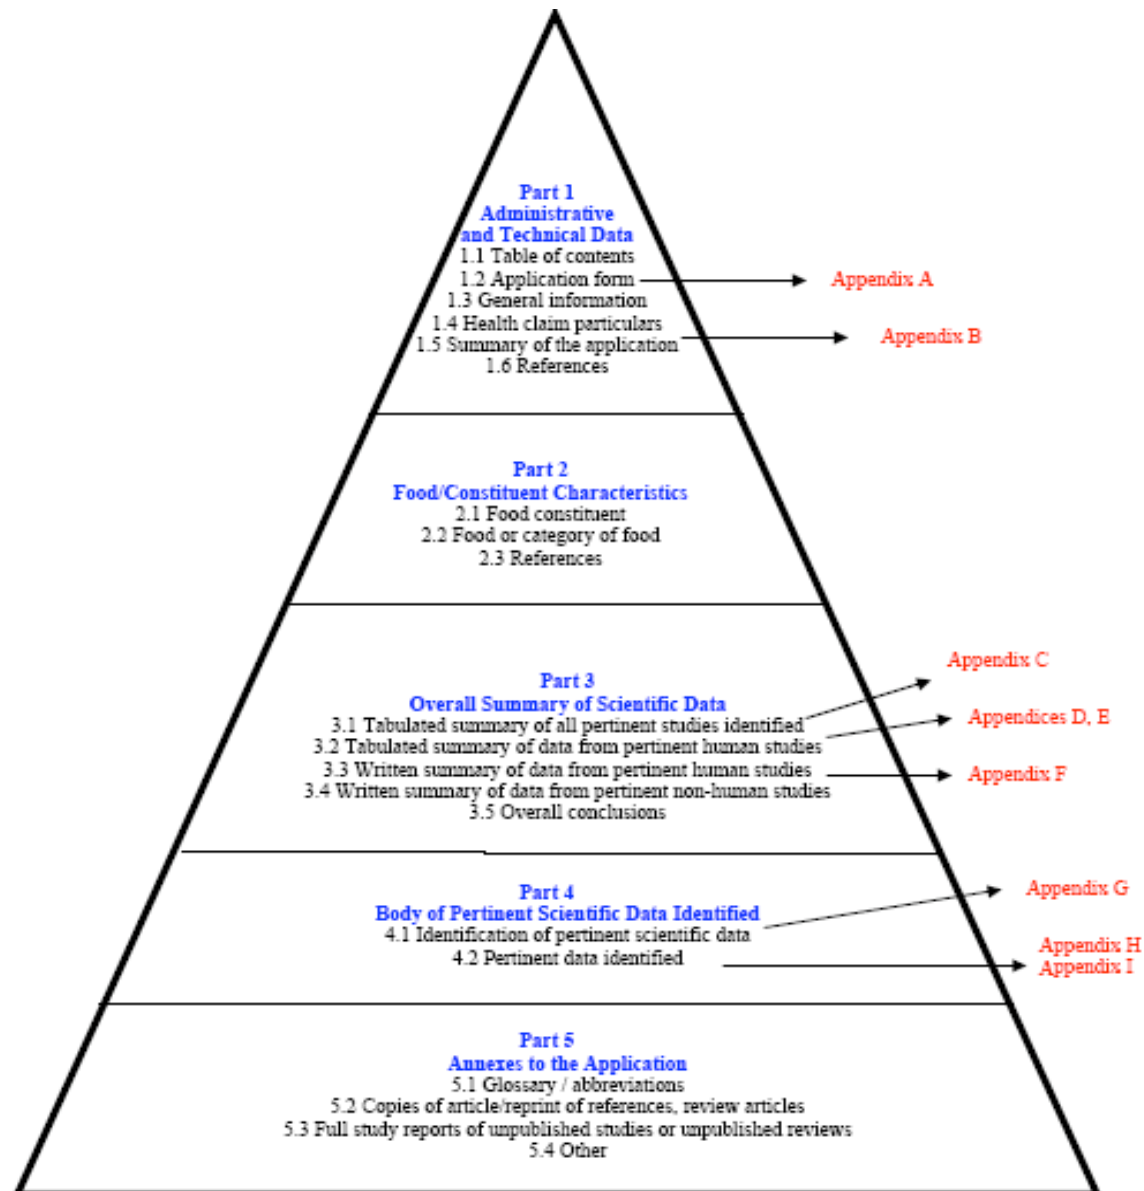 Part 1
Administrative
and Technical Data
1.1 Table of contents
1.2 Application form
Appendix A
1.3 General information
1.4 Health claim particulars
1.5 Summary of the application
Appendix B
1.6 References
Part 2
Food/Constituent Characteristics
2.1 Food constituent
2.2 Food or category of food
2.3 References
Part 3
Overall Summary of Scientific Data
3.1 Tabulated summary of all pertinent studies identified
Appendix C
3.2 Tabulated summary of data from pertinent human studies
Appendices D, E
3.3 Written summary of data from pertinent human studies
Appendix F
3.4 Written summary of data from pertinent non-human studies
3.5 Overall conclusions
Part 4
Body of Pertinent Scientific Data Identified
4.1 Identification of pertinent scientific data
Appendix G
4.2 Pertinent data identified
Appendix H
Appendix I
Part 5
Annexes to the Application
5.1 Glossary / abbreviations
5.2 Copies of article/reprint of references, review articles
5.3 Full study reports of unpublished studies or unpublished reviews
5.4 Other